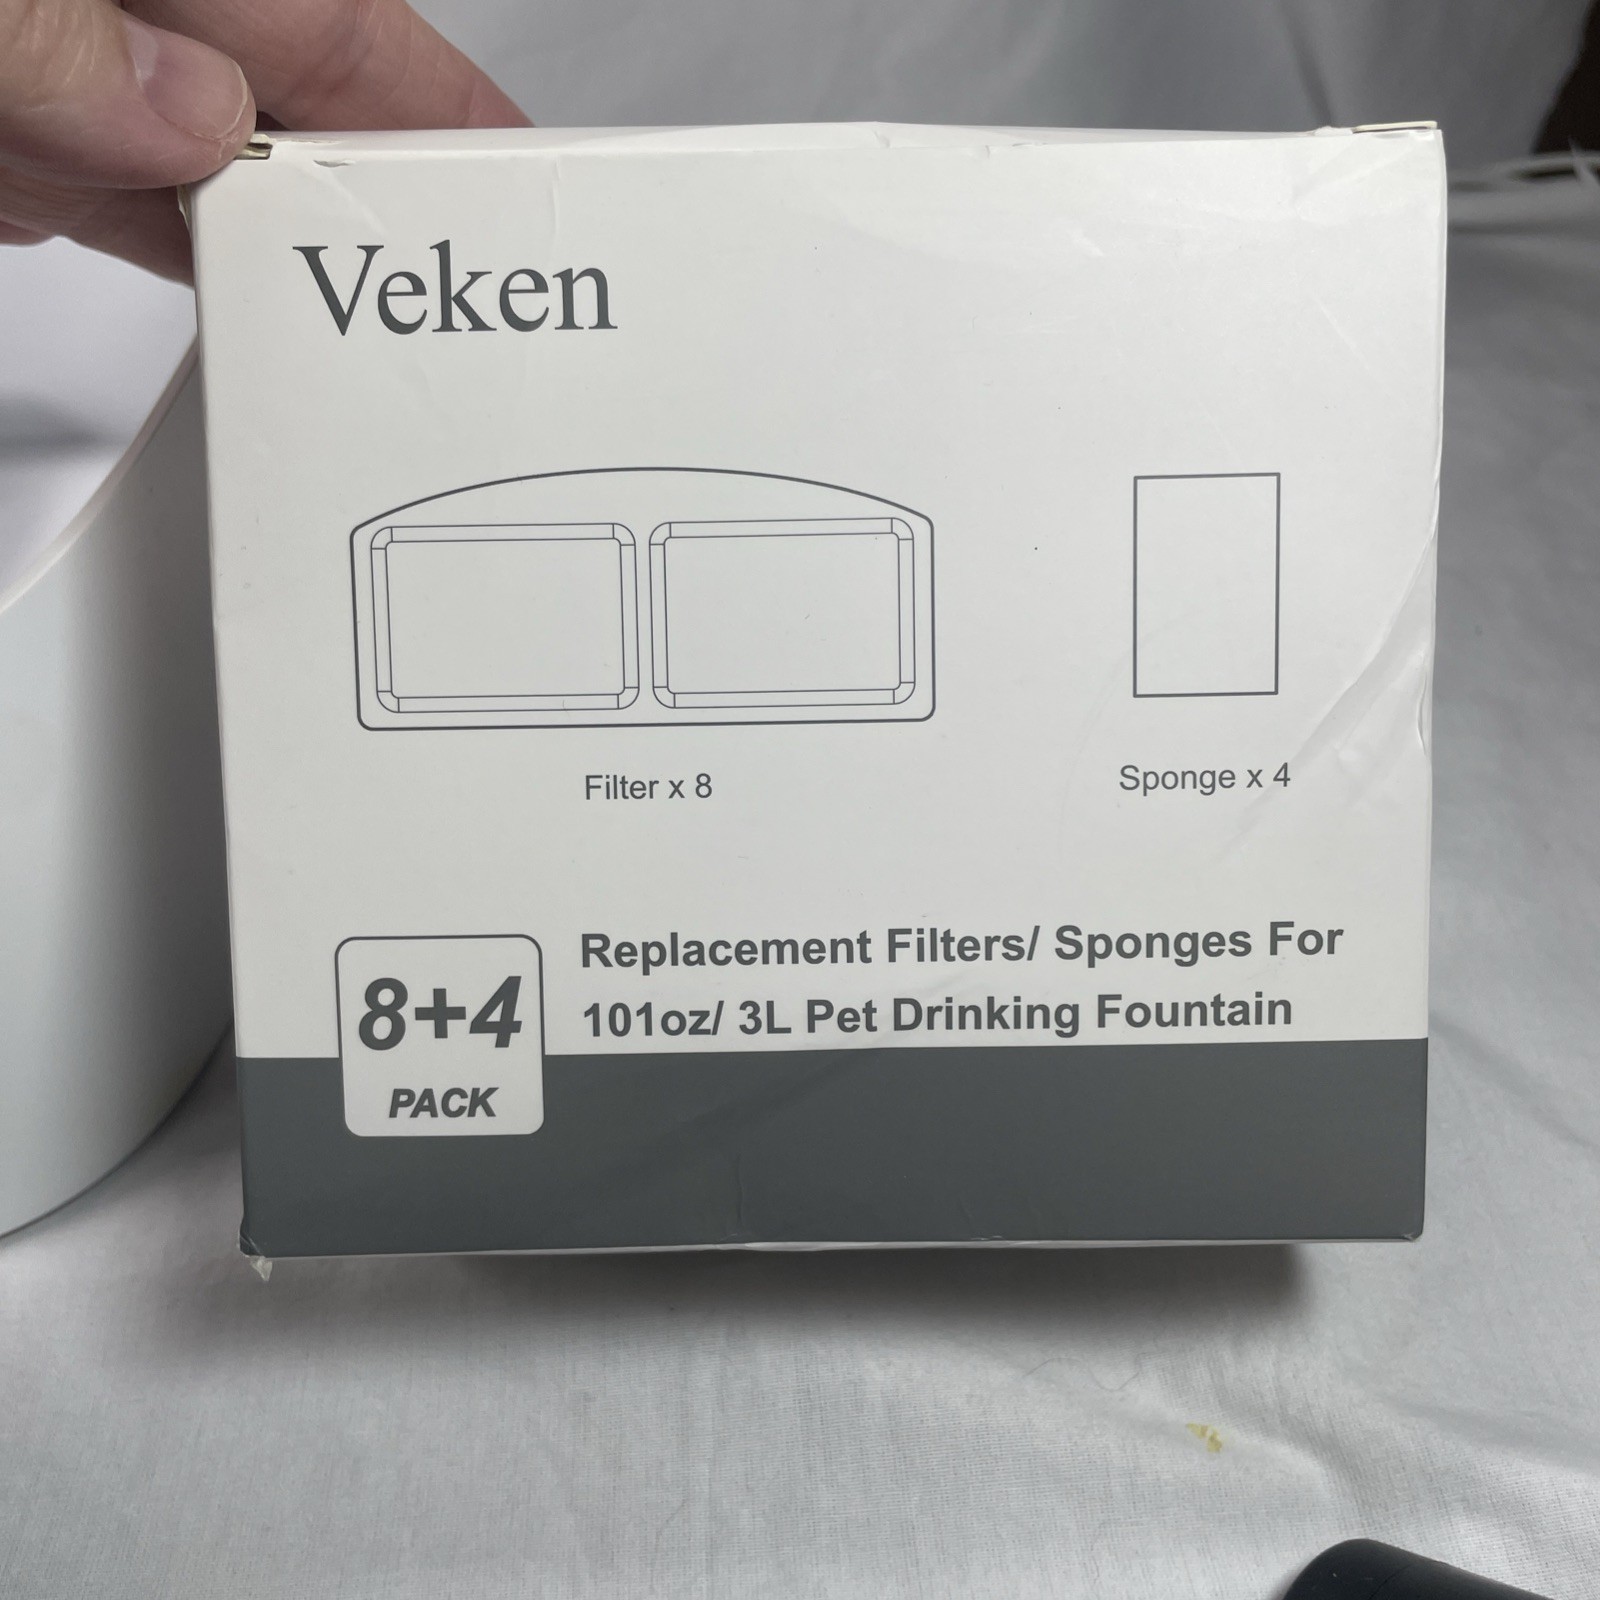 Veken
Filter x 8
Sponge x 4
8+4
PACK
Replacement Filters/ Sponges For
101oz/ 3L Pet Drinking Fountain